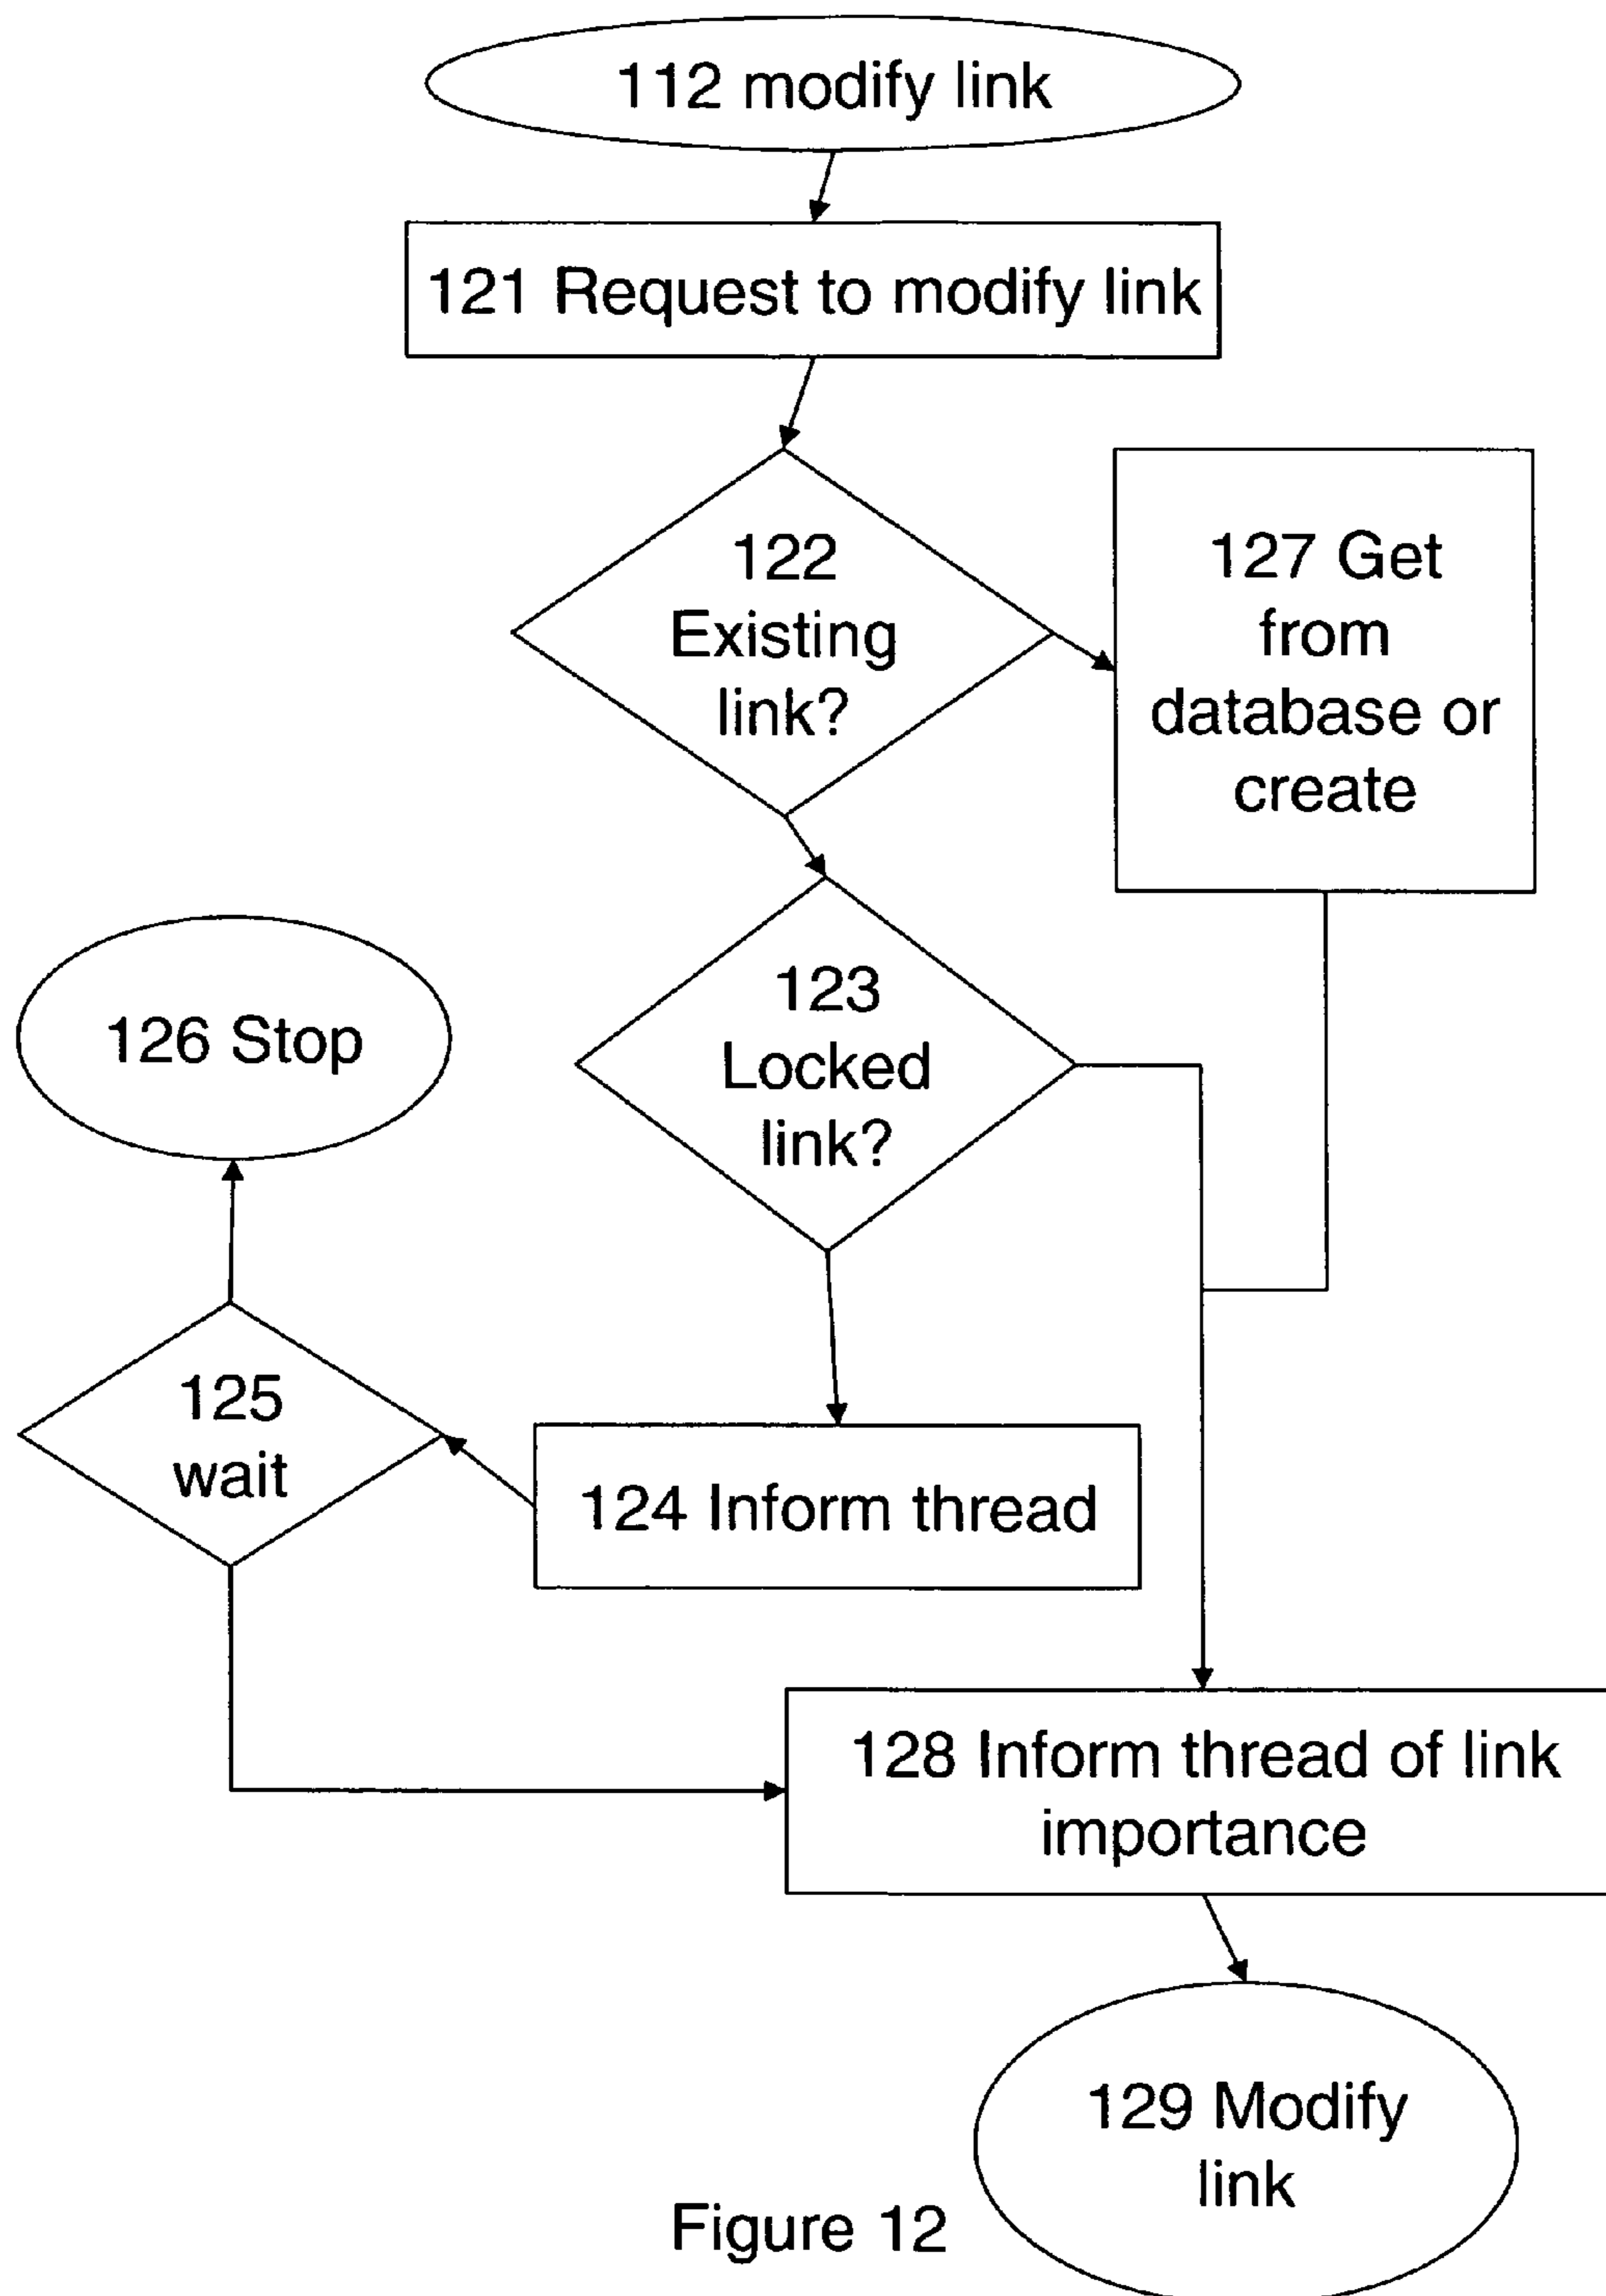 112 modify link
121 Request to modify link
122
Existing
link?
127 Get
from
database or
create
123
Locked
link?
126 Stop
125
wait
124 Inform thread
128 Inform thread of link
importance
129 Modify
link
Figure 12